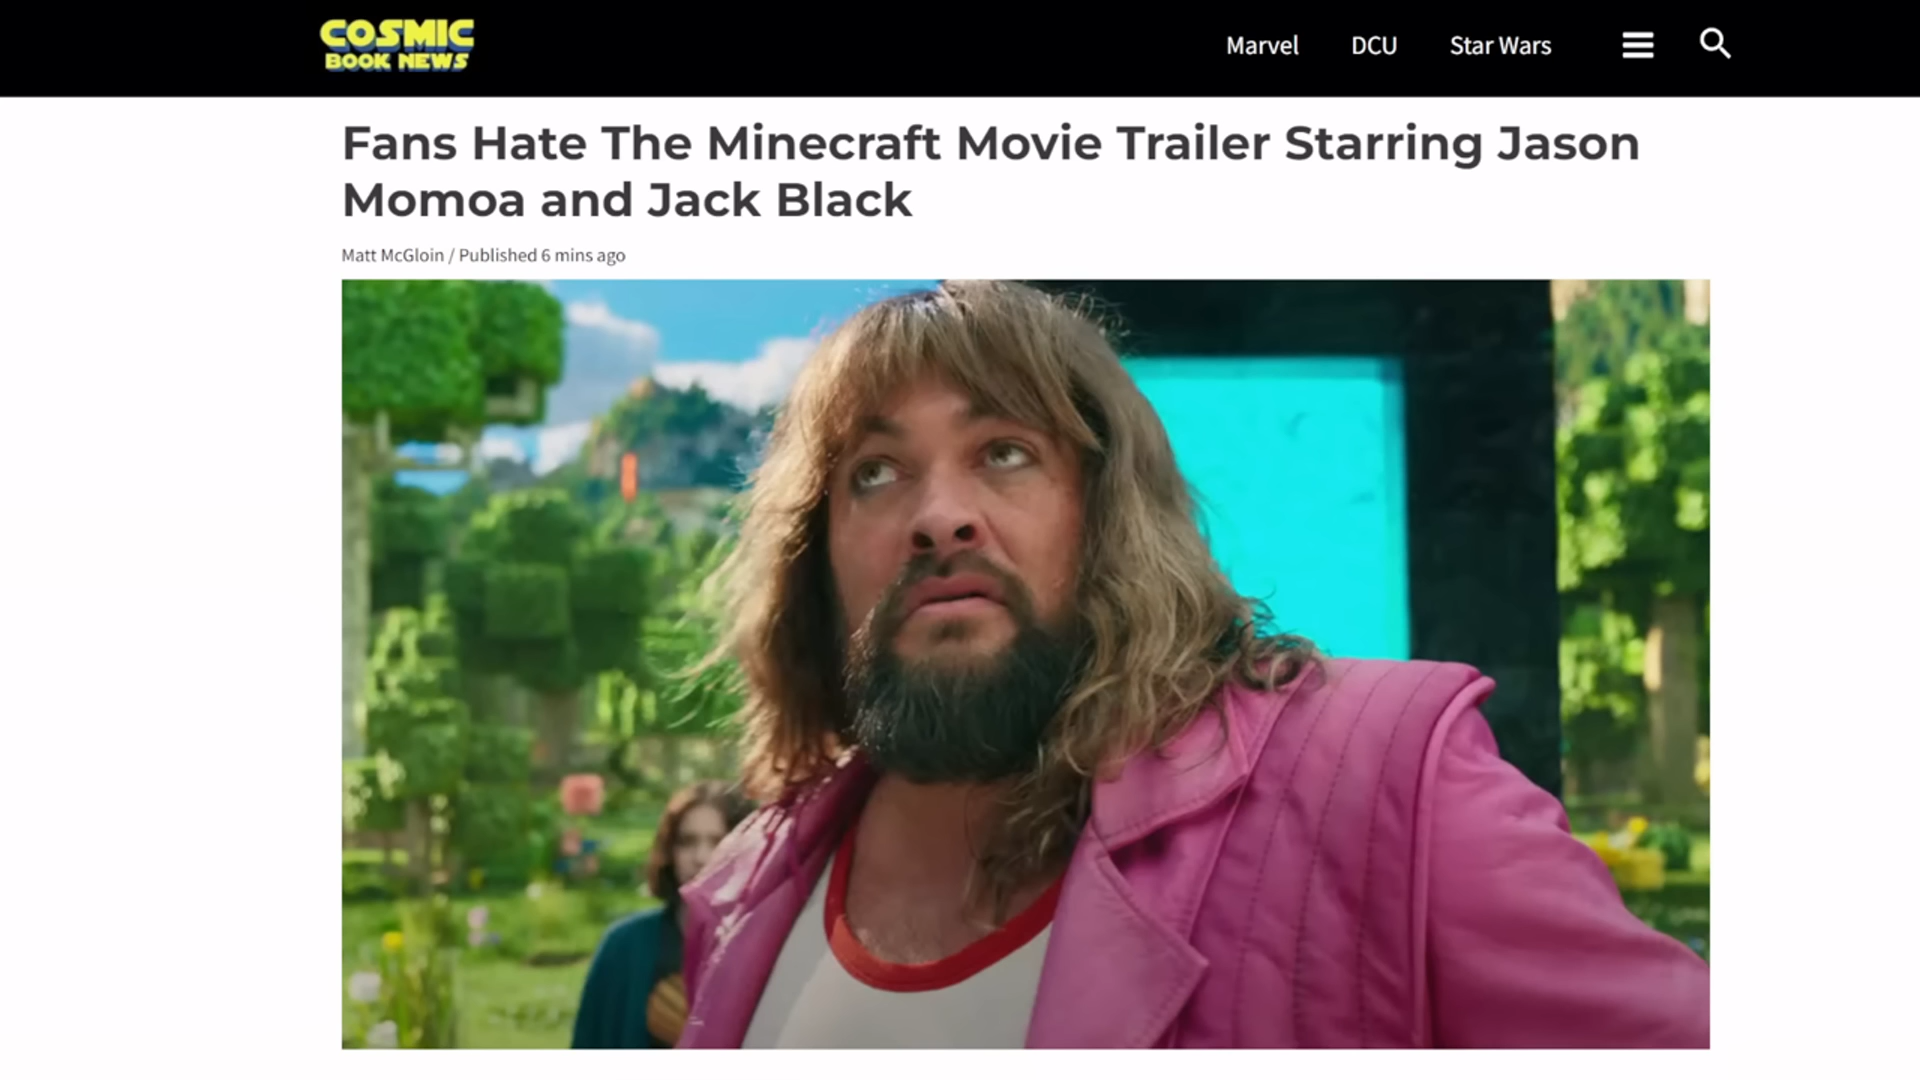 COSMIC
BOOK NEWS
Marvel DCU Star Wars
Fans Hate The Minecraft Movie Trailer Starring Jason
Momoa and Jack Black
Matt McGloin / Published 6 mins ago